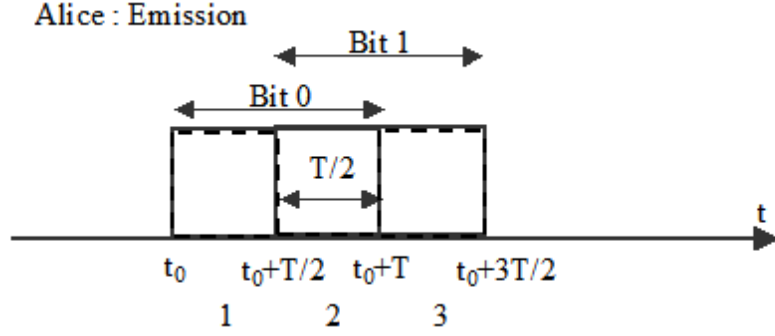 Alice : Emission
Bit 1
Bit 0
T/2
t
t₀ t₀+T/2 t₀+T t₀+3T/2
1 2 3